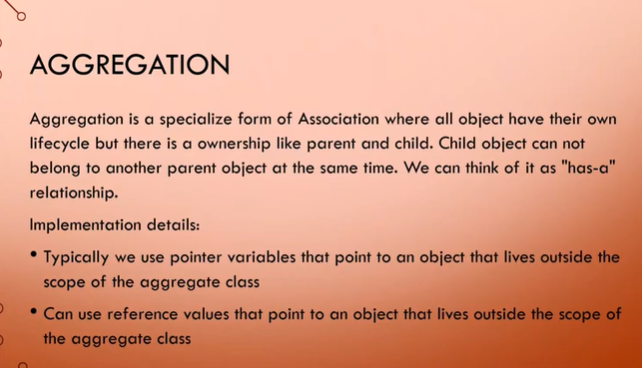 AGGREGATION
Aggregation is a specialize form of Association where all object have their own
lifecycle but there is a ownership like parent and child. Child object can not
belong to another parent object at the same time. We can think of it as "has-a"
relationship.
Implementation details:
• Typically we use pointer variables that point to an object that lives outside the
scope of the aggregate class
• Can use reference values that point to an object that lives outside the scope of
the aggregate class